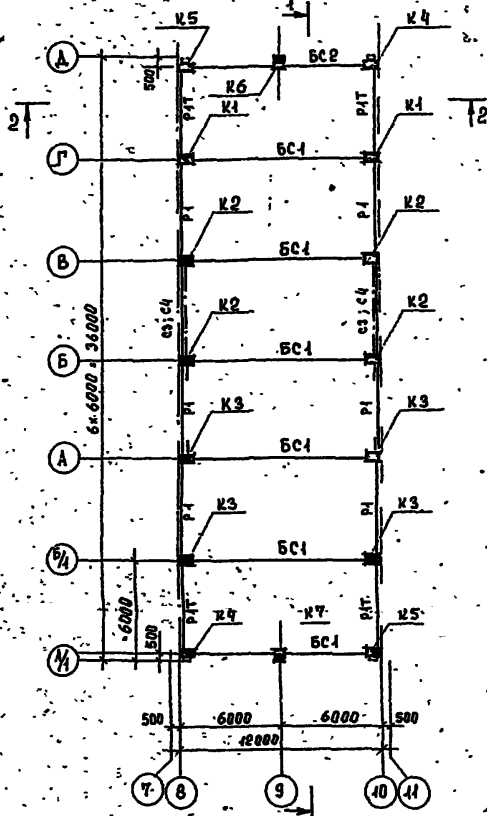 1
К5
К4
Д
500
БС2
К6
Р1Т
Р1Т
2
2
К1
К1
Г
БС1
Р1
Р1
К2
К2
В
БС1
С3; С4
С3; С4
К2
К2
6х6000=36000
Б
БС1
Р1
Р1
К3
К3
А
БС1
Р1
Р1
К3
К3
Б/1
БС1
6000
Р1Т
Р1Т
К4
К7
К5
500
БС1
А/1
500
6000
6000
500
12000
7
8
9
10
11